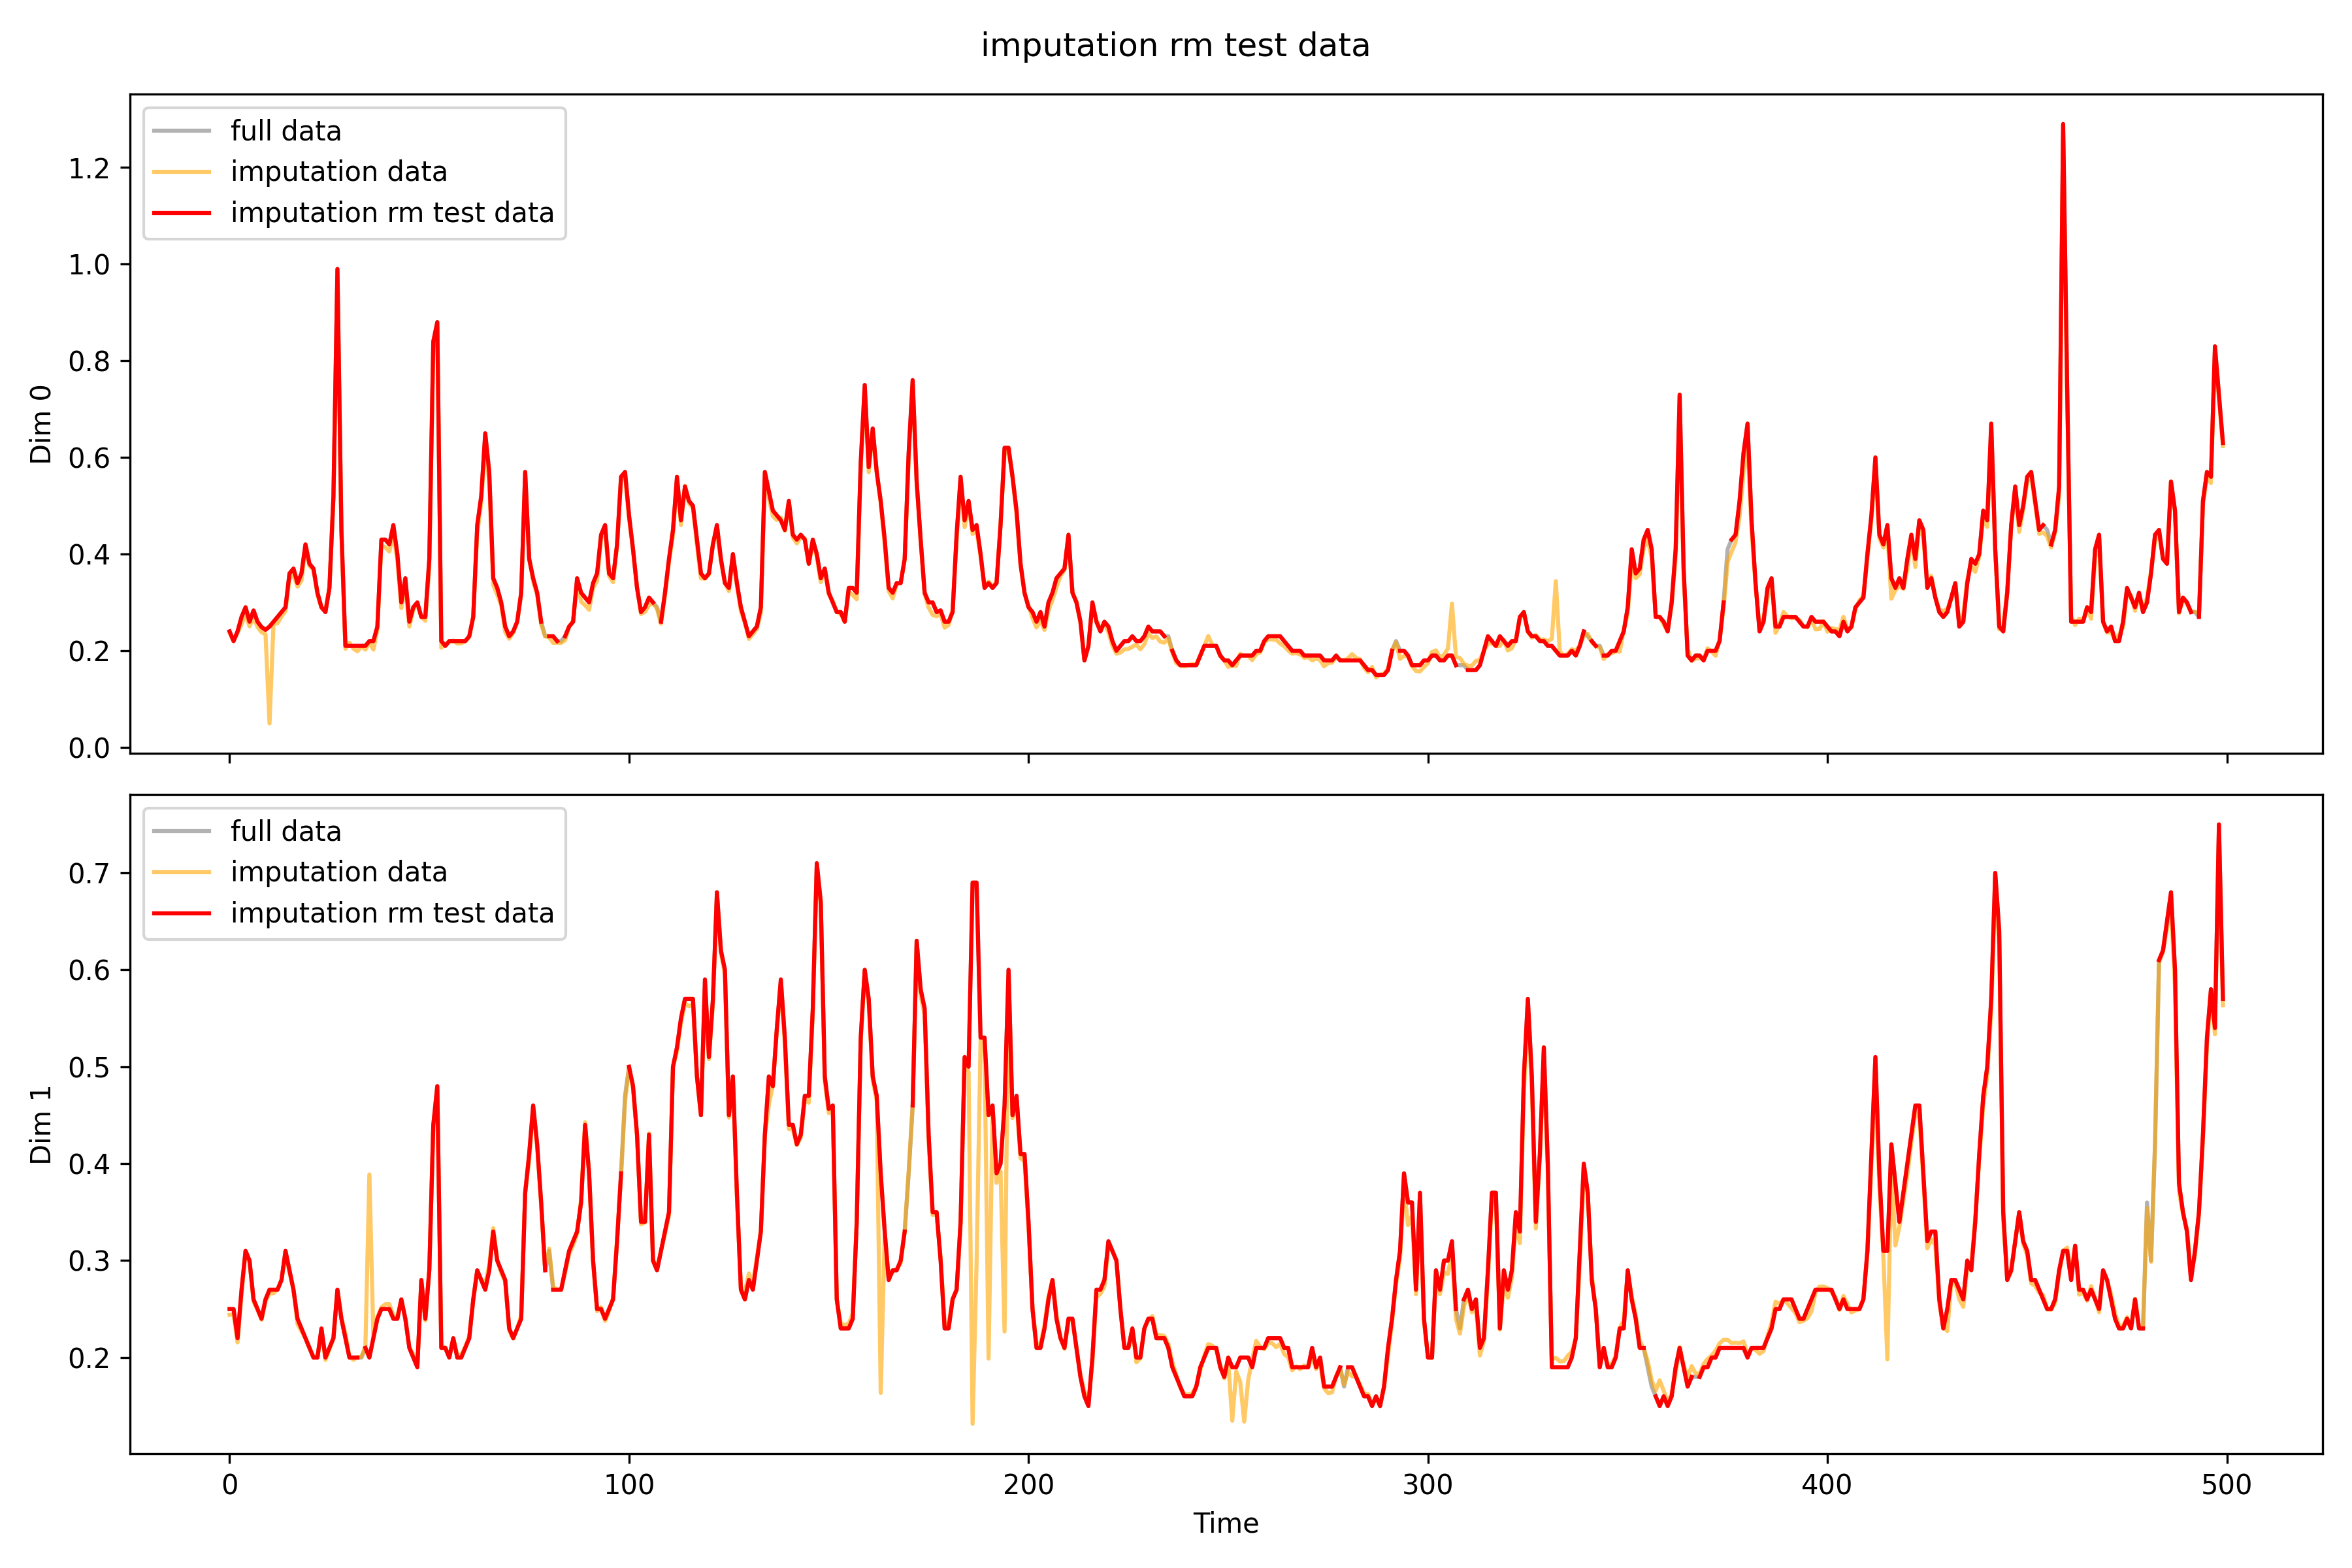 imputation rm test data
full data
imputation data
imputation rm test data
1.2
1.0
0.8
0.6
0.4
0.2
0.0
Dim 0
full data
imputation data
imputation rm test data
0.7
0.6
0.5
0.4
0.3
0.2
Dim 1
0 100 200 300 400 500
Time